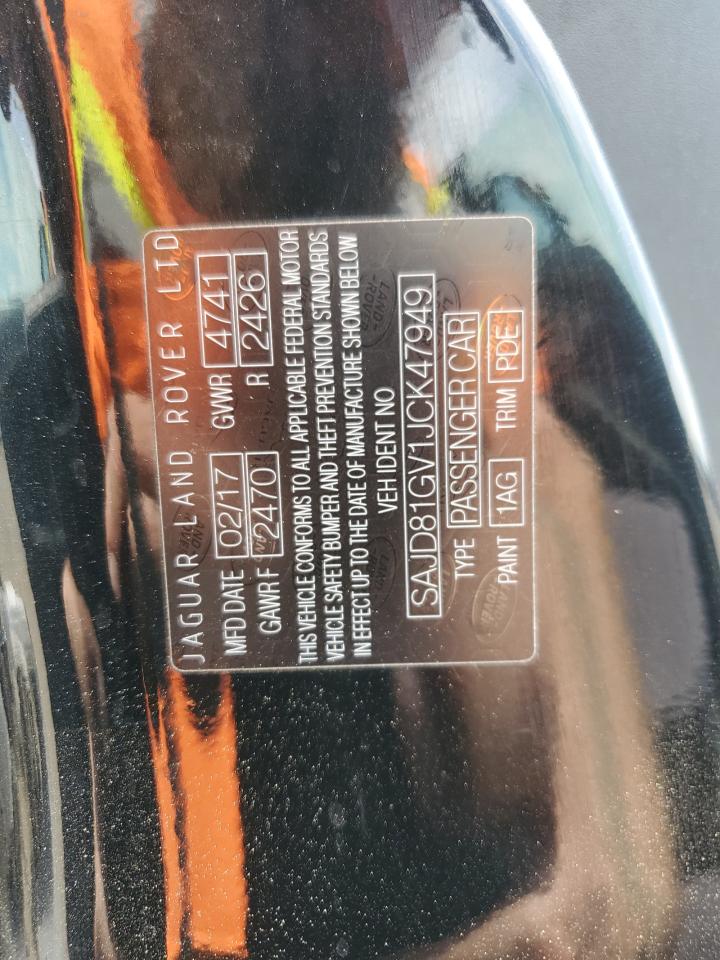 JAGUAR LAND ROVER LTD
MFD DATE 02/17 GVWR 4741
GAWR F 2470 R 2426
THIS VEHICLE CONFORMS TO ALL APPLICABLE FEDERAL MOTOR
VEHICLE SAFETY BUMPER AND THEFT PREVENTION STANDARDS
IN EFFECT UP TO THE DATE OF MANUFACTURE SHOWN BELOW
VEH IDENT NO
SAJD81GV1JCK47949
TYPE PASSENGER CAR
PAINT 1AG TRIM PDE